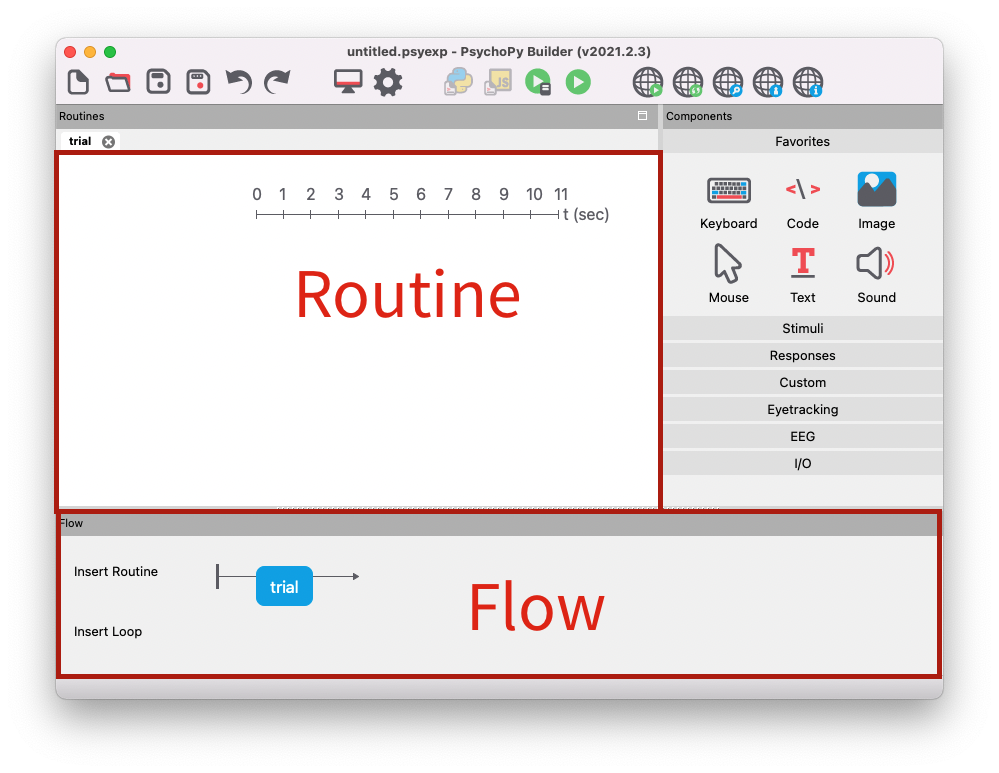 untitled.psyexp - PsychoPy Builder (v2021.2.3)
JS
Routines
Components
trial
Favorites
0 1 2 3 4 5 6 7 8 9 10 11
t (sec)
Keyboard Code Image
Routine
T
Mouse Text Sound
Stimuli
Responses
Custom
Eyetracking
EEG
I/O
Flow
Insert Routine
trial
Flow
Insert Loop